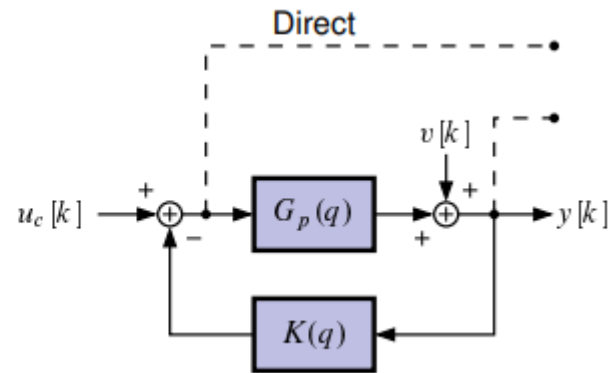 Direct
v[k]
+
+
u_c[k]
G_p(q)
y[k]
−
+
K(q)